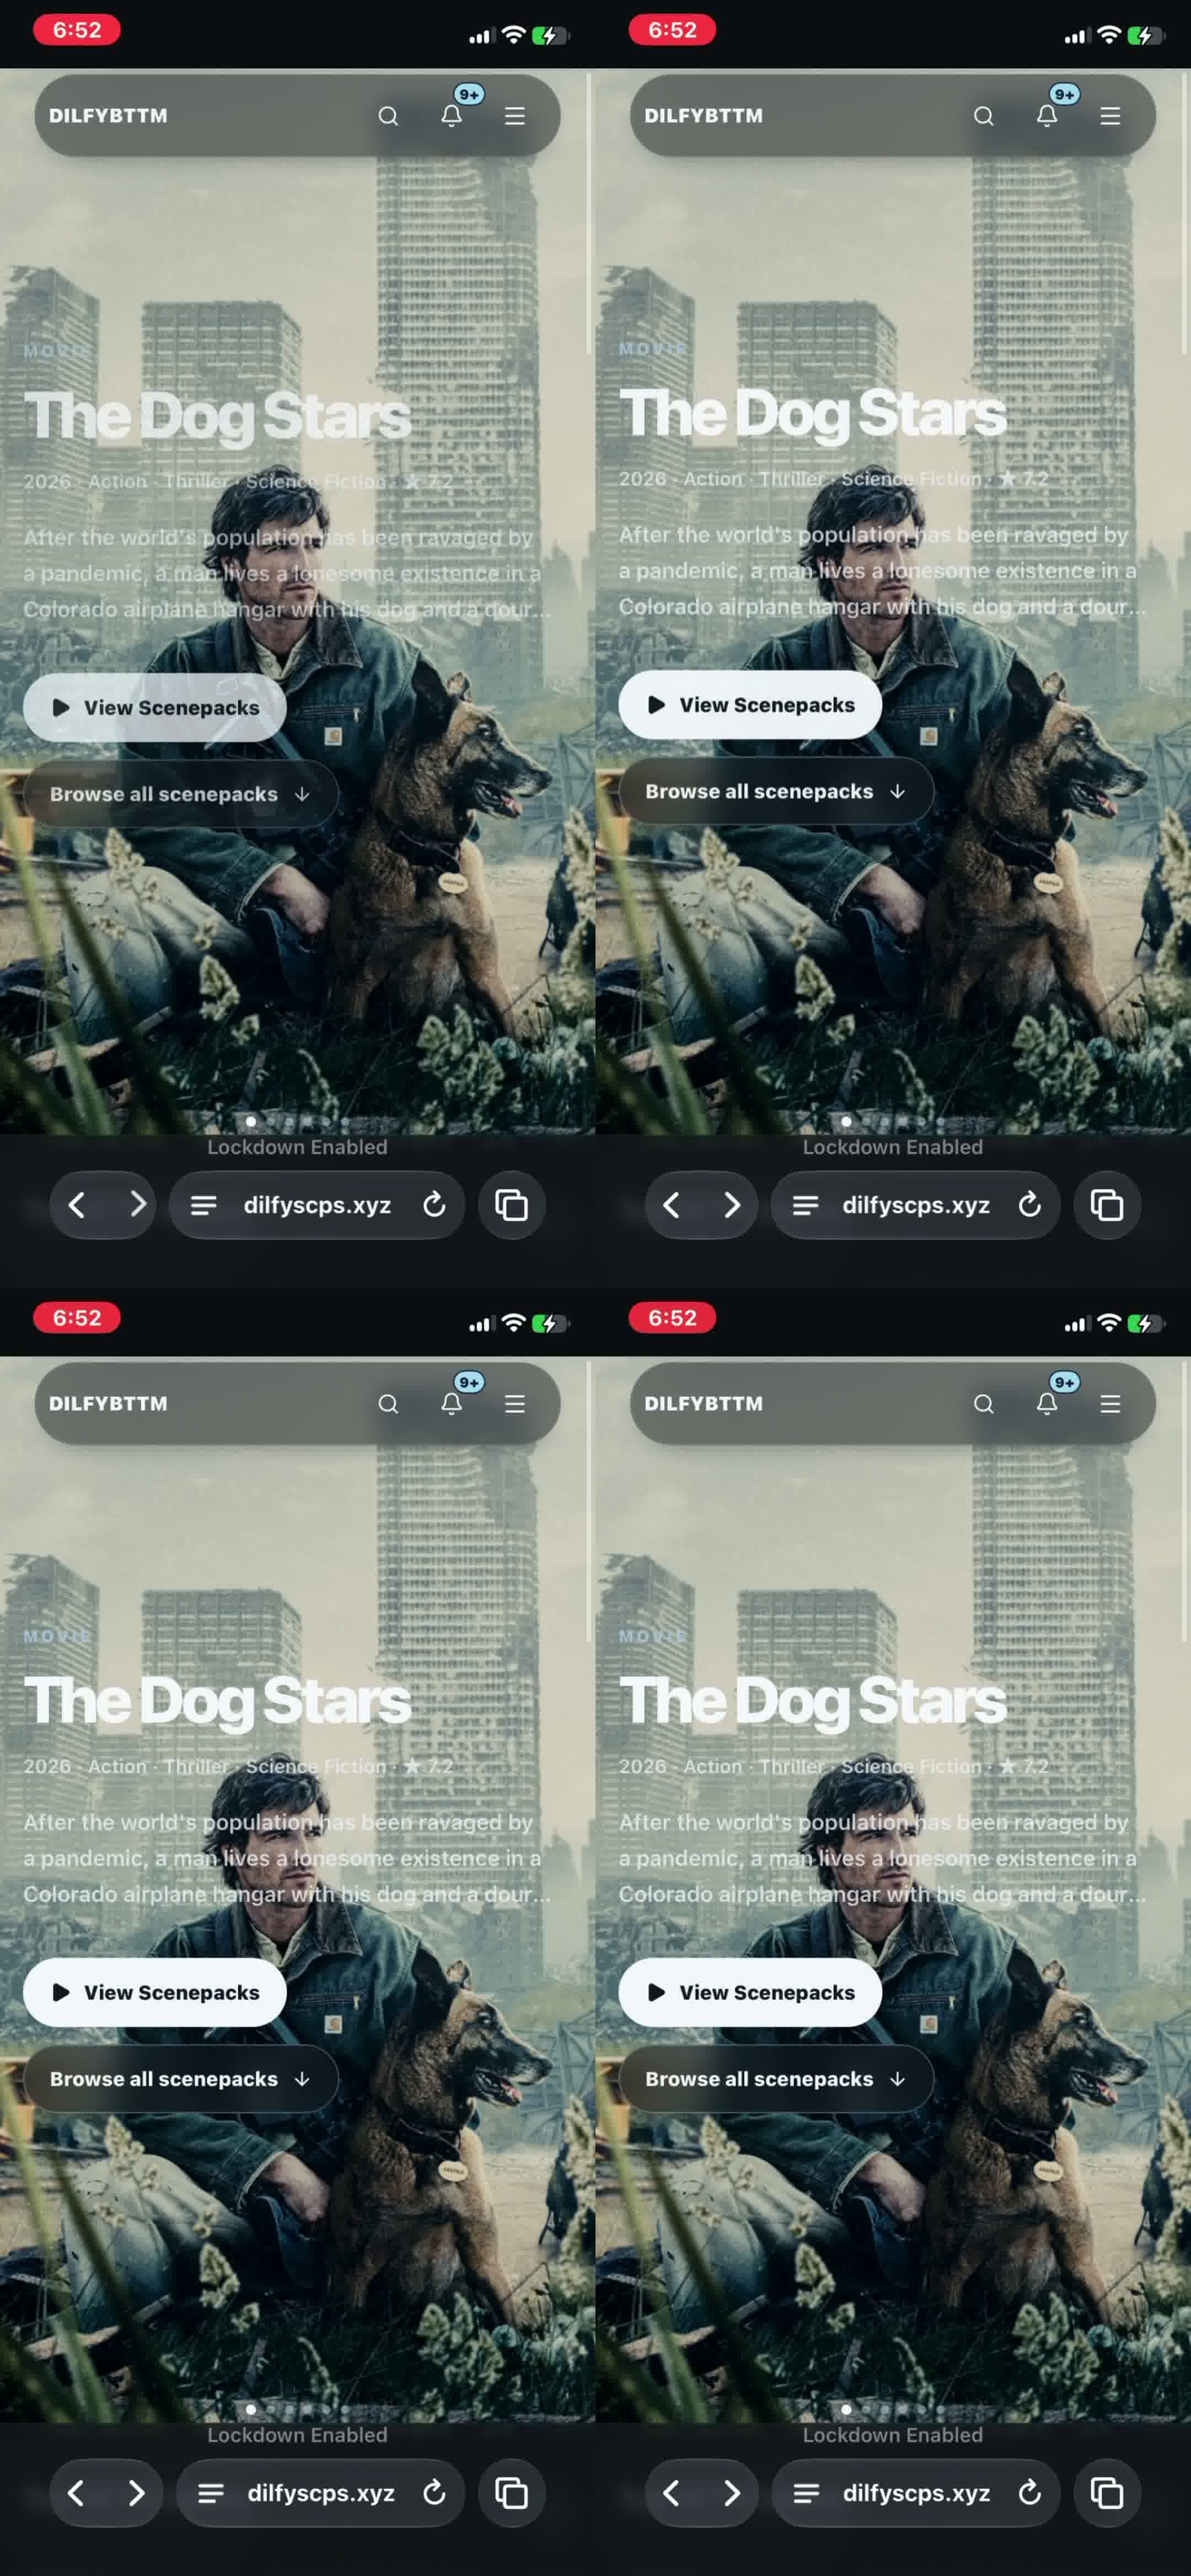 6:52
9+
DILFYBTTM
MOVIE
The Dog Stars
2026 · Action · Thriller · Science Fiction · ★ 7.2
After the world's population has been ravaged by
a pandemic, a man lives a lonesome existence in a
Colorado airplane hangar with his dog and a dour...
View Scenepacks
Browse all scenepacks ↓
Lockdown Enabled
dilfyscps.xyz
6:52
9+
DILFYBTTM
MOVIE
The Dog Stars
2026 · Action · Thriller · Science Fiction · ★ 7.2
After the world's population has been ravaged by
a pandemic, a man lives a lonesome existence in a
Colorado airplane hangar with his dog and a dour...
View Scenepacks
Browse all scenepacks ↓
Lockdown Enabled
dilfyscps.xyz
6:52
9+
DILFYBTTM
MOVIE
The Dog Stars
2026 · Action · Thriller · Science Fiction · ★ 7.2
After the world's population has been ravaged by
a pandemic, a man lives a lonesome existence in a
Colorado airplane hangar with his dog and a dour...
View Scenepacks
Browse all scenepacks ↓
Lockdown Enabled
dilfyscps.xyz
6:52
9+
DILFYBTTM
MOVIE
The Dog Stars
2026 · Action · Thriller · Science Fiction · ★ 7.2
After the world's population has been ravaged by
a pandemic, a man lives a lonesome existence in a
Colorado airplane hangar with his dog and a dour...
View Scenepacks
Browse all scenepacks ↓
Lockdown Enabled
dilfyscps.xyz